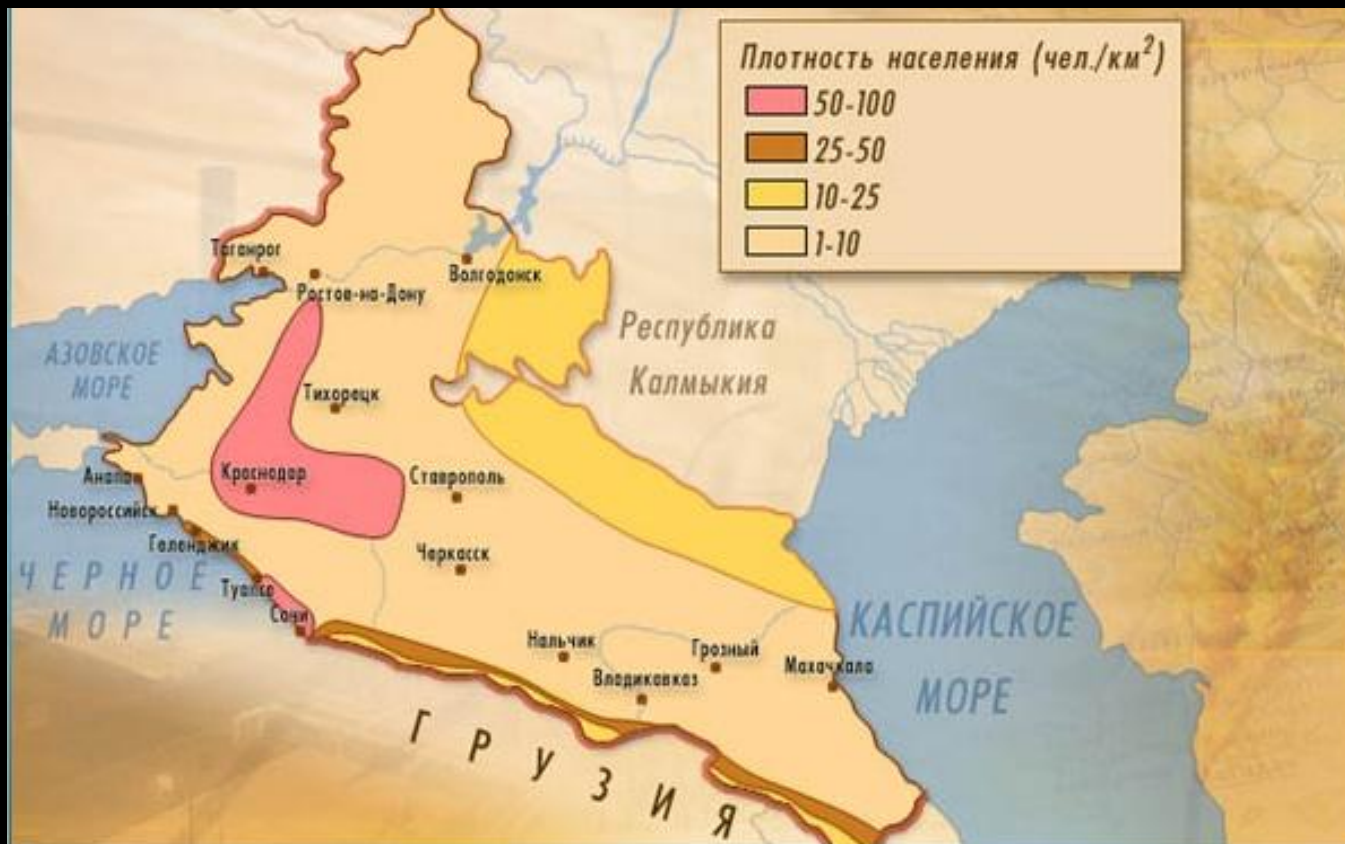 Плотность населения (чел./км²)
50-100
25-50
10-25
1-10
Таганрог
Ростов-на-Дону
Волгодонск
АЗОВСКОЕ
МОРЕ
Республика
Калмыкия
Тихорецк
Анапа
Краснодар
Ставрополь
Новороссийск
Геленджик
Черкасск
ЧЕРНОЕ
МОРЕ
Туапсе
Сочи
Нальчик
Грозный
Владикавказ
Махачкала
КАСПИЙСКОЕ
МОРЕ
ГРУЗИЯ